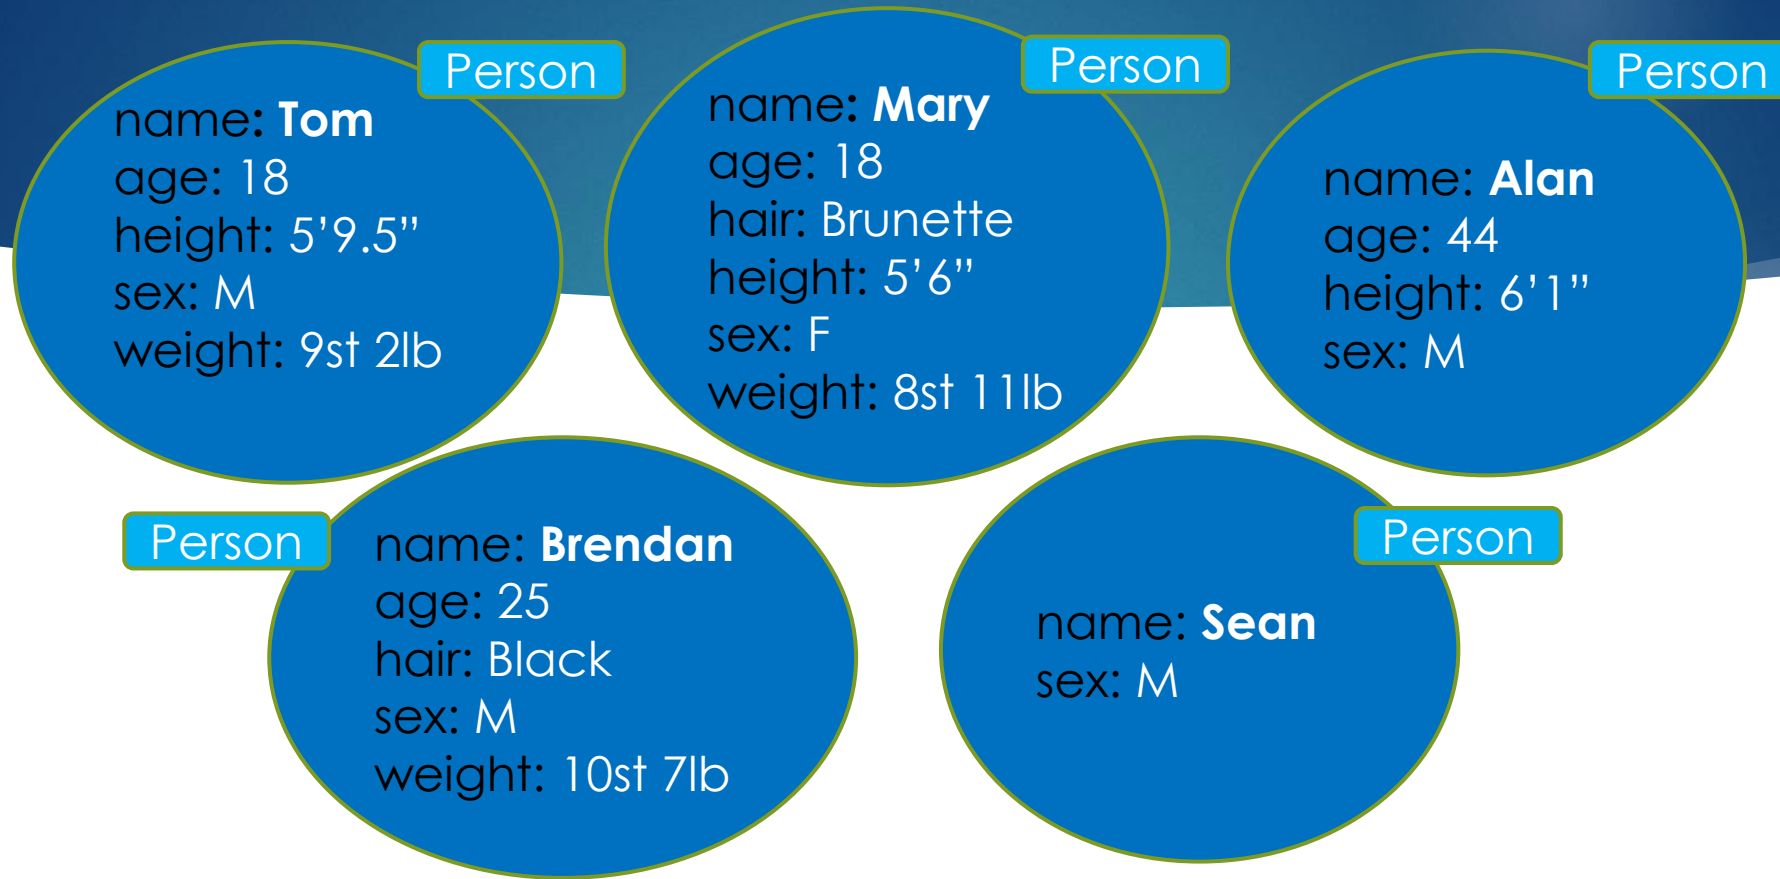 Person
name: Tom
age: 18
height: 5’9.5”
sex: M
weight: 9st 2lb
Person
name: Mary
age: 18
hair: Brunette
height: 5’6”
sex: F
weight: 8st 11lb
Person
name: Alan
age: 44
height: 6’1”
sex: M
Person
name: Brendan
age: 25
hair: Black
sex: M
weight: 10st 7lb
Person
name: Sean
sex: M